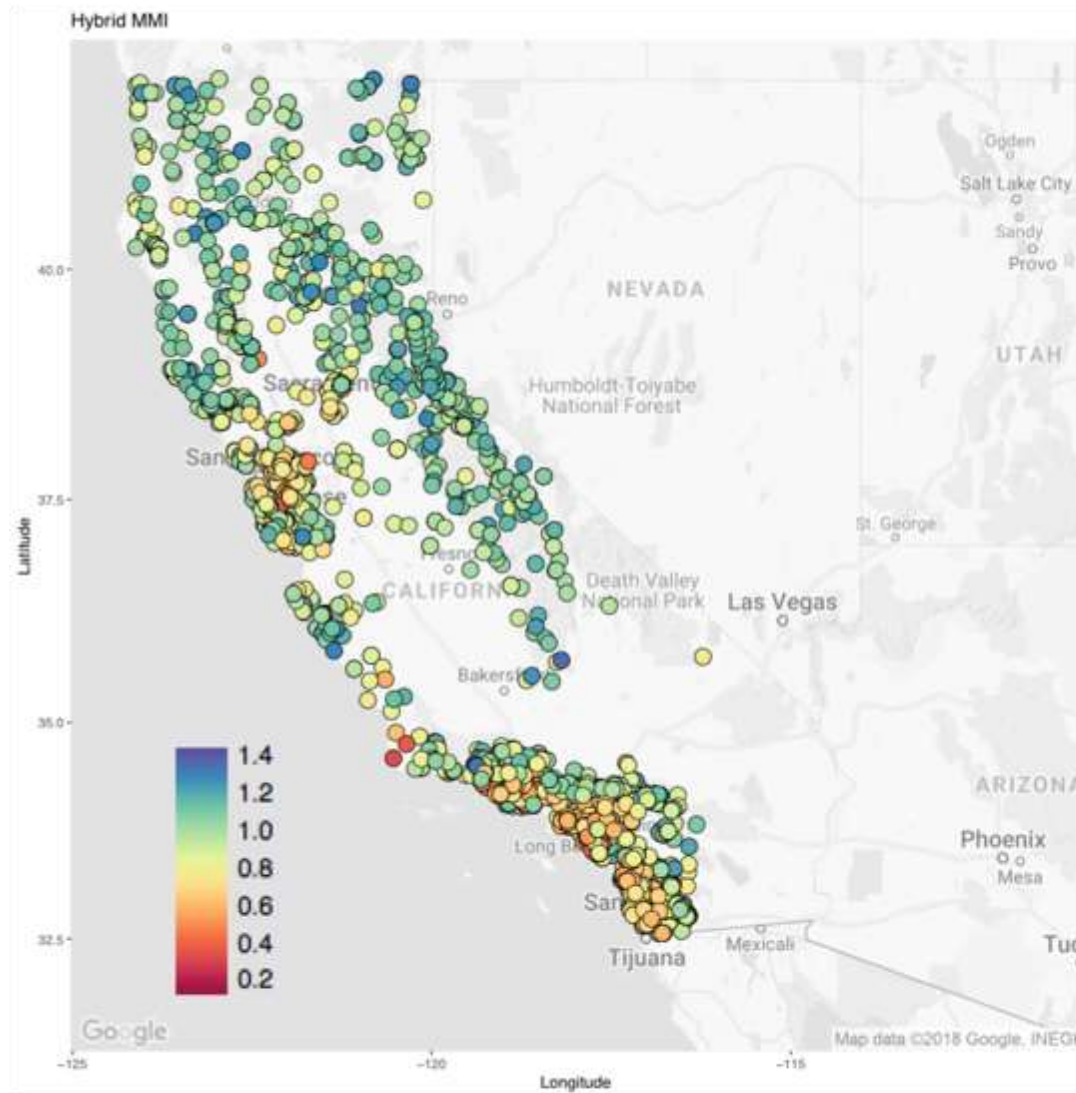 Hybrid MMI
Ogden
Salt Lake City
Sandy
Provo
40.0
Reno
NEVADA
UTAH
Humboldt-Toiyabe
National Forest
37.5
St. George
Latitude
Death Valley
National Park
CALIFORN
Las Vegas
Bakersf
35.0
1.4
1.2
1.0
0.8
0.6
0.4
0.2
ARIZONA
Phoenix
Mesa
Long B
San
32.5
Tijuana
Mexicali
Tuc
Google
Map data ©2018 Google, INEGI
-125
-120
-115
Longitude